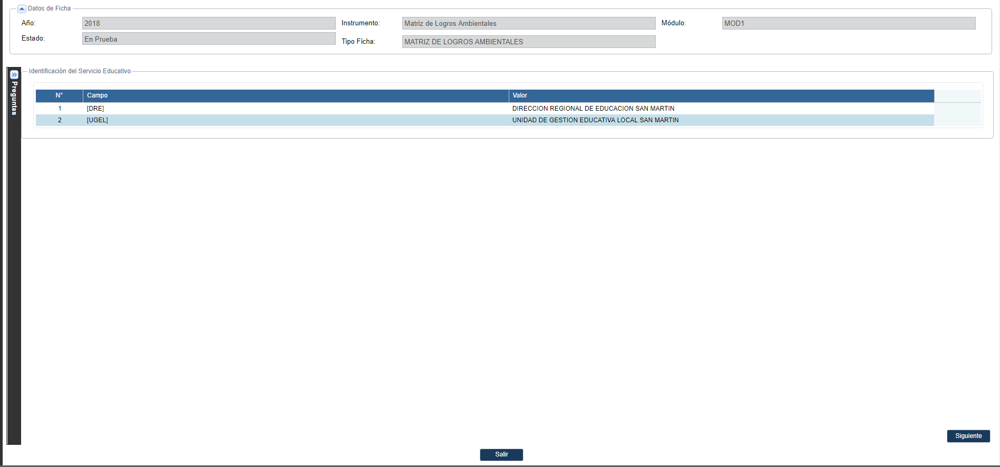 Datos de Ficha
Año: 2018 Instrumento: Matriz de Logros Ambientales Módulo: MOD1
Estado: En Prueba Tipo Ficha: MATRIZ DE LOGROS AMBIENTALES
Preguntas
Identificación del Servicio Educativo
N° Campo Valor
1 [DRE] DIRECCION REGIONAL DE EDUCACION SAN MARTIN
2 [UGEL] UNIDAD DE GESTION EDUCATIVA LOCAL SAN MARTIN
Siguiente
Salir